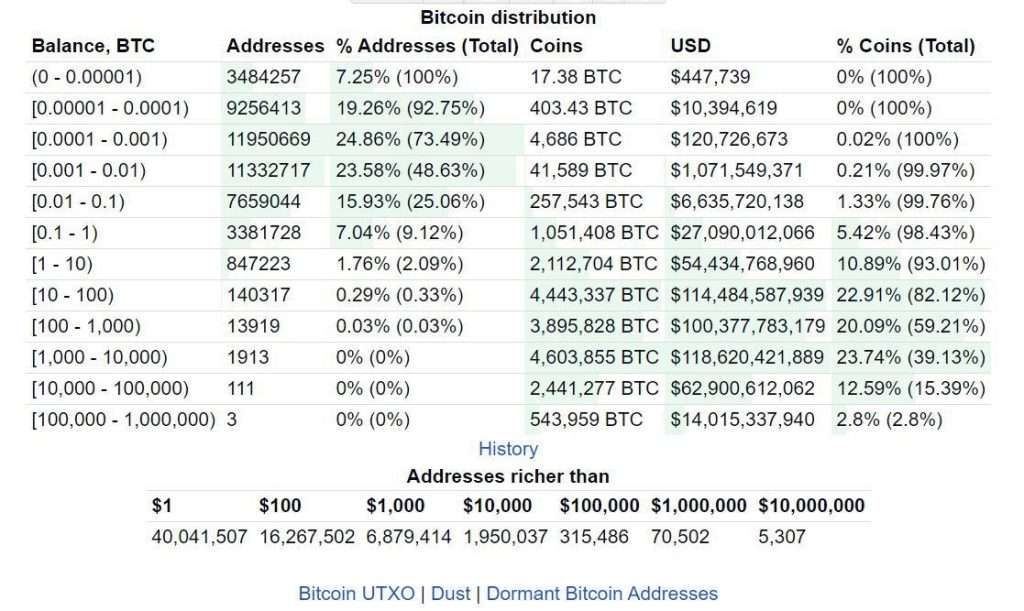 Bitcoin distribution
Balance, BTC Addresses % Addresses (Total) Coins USD % Coins (Total)
(0 - 0.00001) 3484257 7.25% (100%) 17.38 BTC $447,739 0% (100%)
[0.00001 - 0.0001) 9256413 19.26% (92.75%) 403.43 BTC $10,394,619 0% (100%)
[0.0001 - 0.001) 11950669 24.86% (73.49%) 4,686 BTC $120,726,673 0.02% (100%)
[0.001 - 0.01) 11332717 23.58% (48.63%) 41,589 BTC $1,071,549,371 0.21% (99.97%)
[0.01 - 0.1) 7659044 15.93% (25.06%) 257,543 BTC $6,635,720,138 1.33% (99.76%)
[0.1 - 1) 3381728 7.04% (9.12%) 1,051,408 BTC $27,090,012,066 5.42% (98.43%)
[1 - 10) 847223 1.76% (2.09%) 2,112,704 BTC $54,434,768,960 10.89% (93.01%)
[10 - 100) 140317 0.29% (0.33%) 4,443,337 BTC $114,484,587,939 22.91% (82.12%)
[100 - 1,000) 13919 0.03% (0.03%) 3,895,828 BTC $100,377,783,179 20.09% (59.21%)
[1,000 - 10,000) 1913 0% (0%) 4,603,855 BTC $118,620,421,889 23.74% (39.13%)
[10,000 - 100,000) 111 0% (0%) 2,441,277 BTC $62,900,612,062 12.59% (15.39%)
[100,000 - 1,000,000) 3 0% (0%) 543,959 BTC $14,015,337,940 2.8% (2.8%)
History
Addresses richer than
$1 $100 $1,000 $10,000 $100,000 $1,000,000 $10,000,000
40,041,507 16,267,502 6,879,414 1,950,037 315,486 70,502 5,307
Bitcoin UTXO | Dust | Dormant Bitcoin Addresses